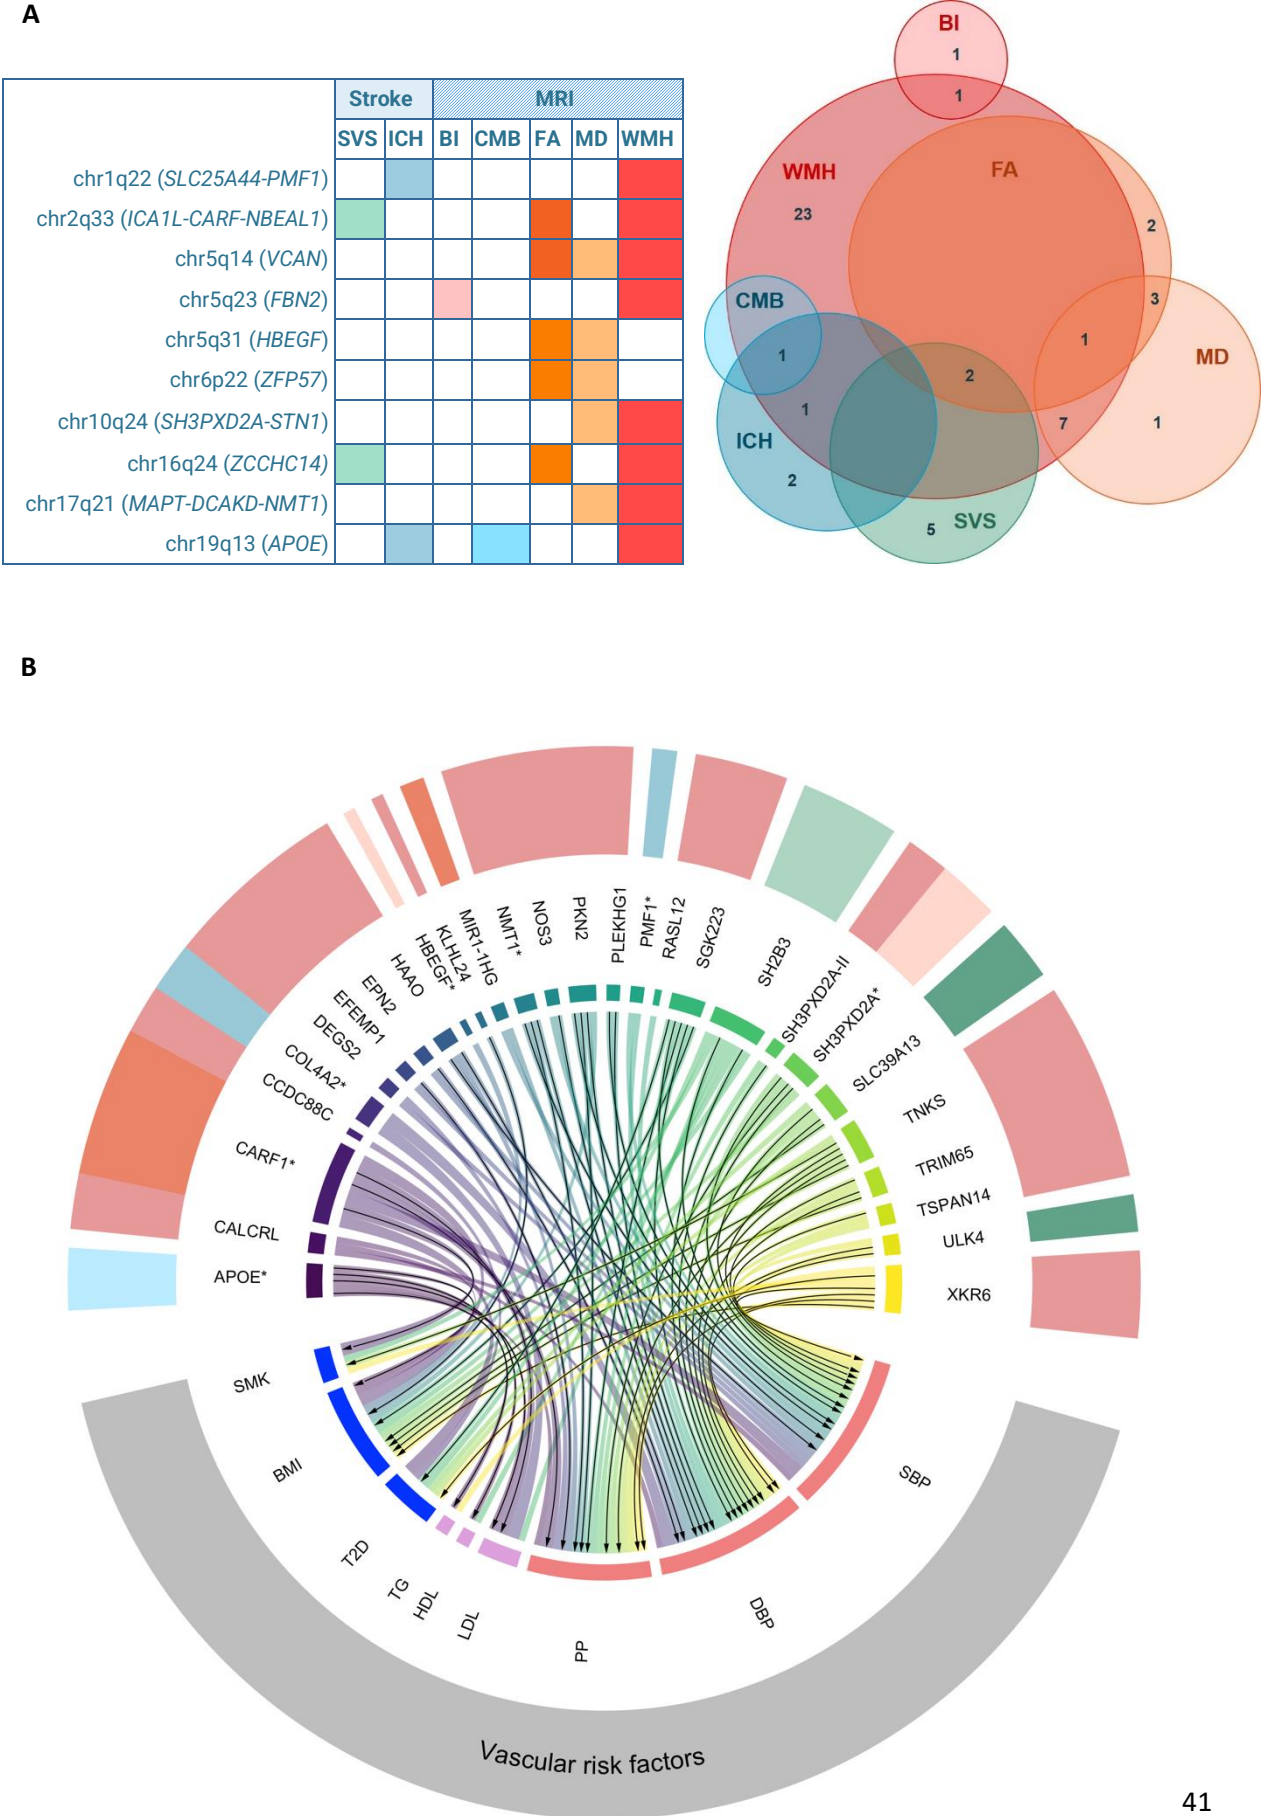 A
Stroke MRI
SVS ICH BI CMB FA MD WMH
chr1q22 (SLC25A44-PMF1)
chr2q33 (ICA1L-CARF-NBEAL1)
chr5q14 (VCAN)
chr5q23 (FBN2)
chr5q31 (HBEGF)
chr6p22 (ZFP57)
chr10q24 (SH3PXD2A-STN1)
chr16q24 (ZCCHC14)
chr17q21 (MAPT-DCAKD-NMT1)
chr19q13 (APOE)
BI
1
1
WMH
FA
23
2
CMB
3
1
1
MD
2
1
7
1
ICH
2
5
SVS
B
APOE*
CALCRL
CARF1*
CCDC88C
COL4A2*
DEGS2
EFEMP1
EPN2
HAAO
HBEGF*
KLHL24
MIR1-1HG
NMT1*
NOS3
PKN2
PLEKHG1
PMF1*
RASL12
SGK223
SH2B3
SH3PXD2A-II
SH3PXD2A*
SLC39A13
TNKS
TRIM65
TSPAN14
ULK4
XKR6
SMK
BMI
T2D
TG
HDL
LDL
PP
DBP
SBP
Vascular risk factors
41